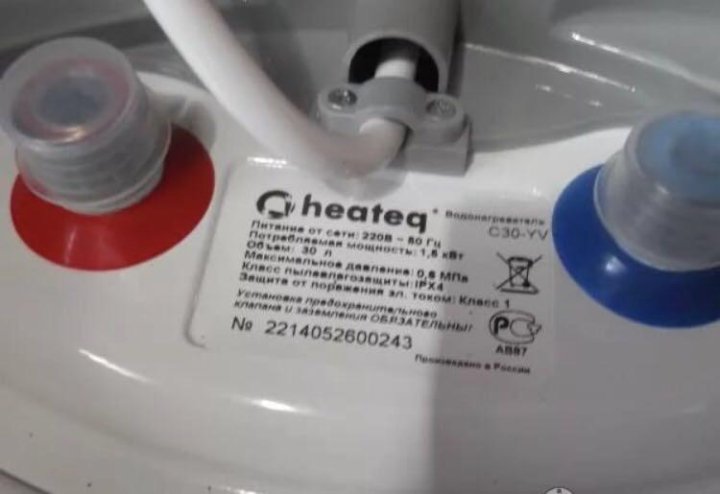 heateq® Водонагреватель
C30-YV
Питание от сети: 220В ~ 50 Гц
Потребляемая мощность: 1,5 кВт
Объем: 30 л
Максимальное давление: 0,6 МПа
Класс пылевлагозащиты: IPX4
Защита от поражения эл. током: Класс 1
Установка предохранительного
клапана и заземления ОБЯЗАТЕЛЬНЫ!
№ 2214052600243
РС
АВ87
Произведено в России